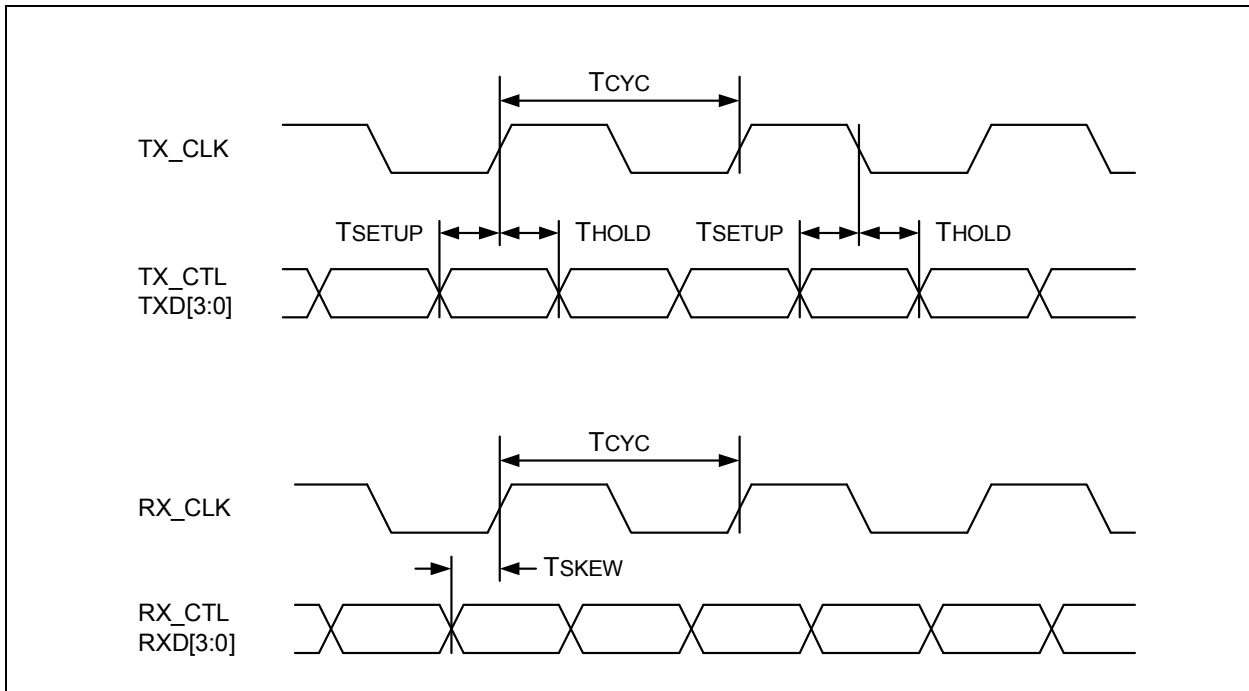 TCYC
TX_CLK
TSETUP THOLD TSETUP THOLD
TX_CTL
TXD[3:0]
TCYC
RX_CLK
TSKEW
RX_CTL
RXD[3:0]